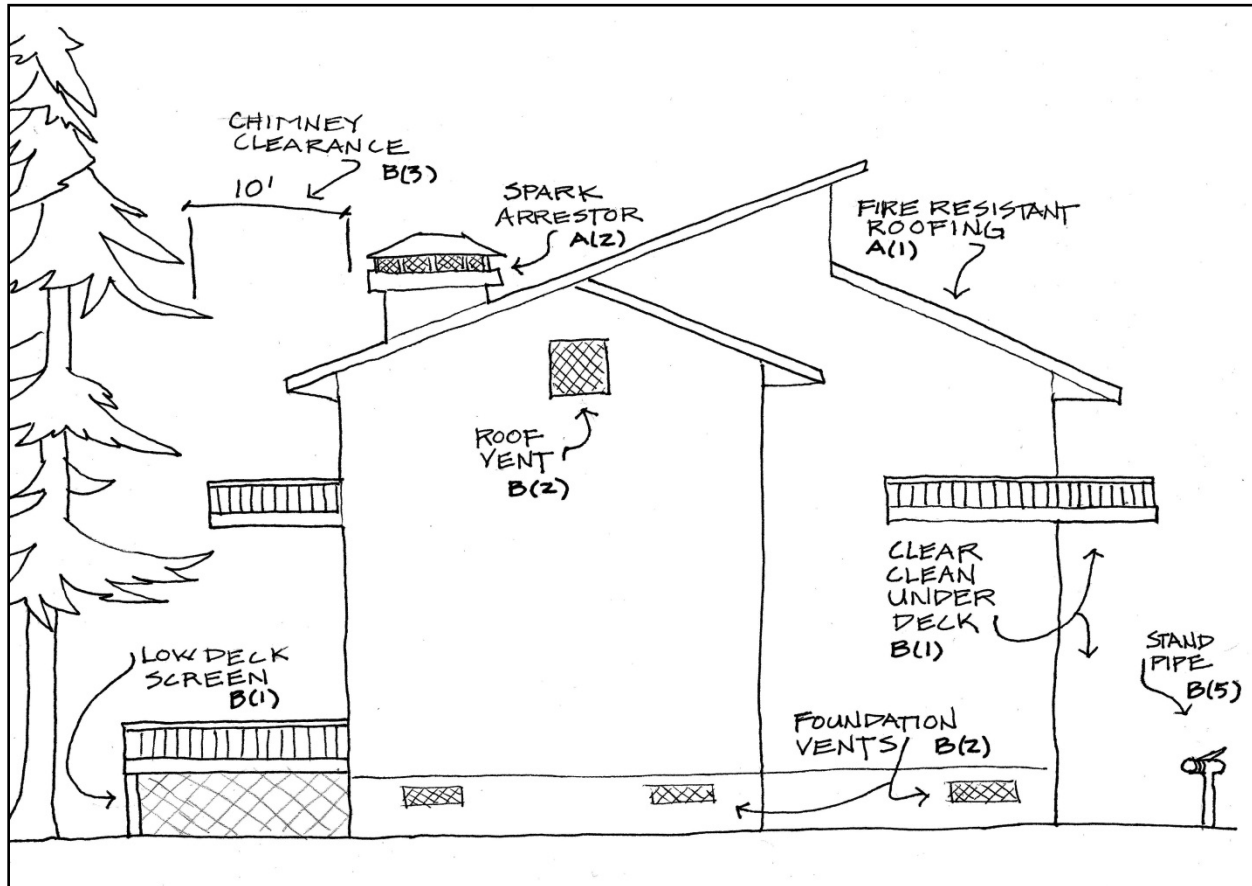 CHIMNEY
CLEARANCE
B(3)
10'
SPARK
ARRESTOR
A(2)
FIRE RESISTANT
ROOFING
A(1)
ROOF
VENT
B(2)
CLEAR
CLEAN
UNDER
DECK
B(1)
STAND
PIPE
B(5)
LOW DECK
SCREEN
B(1)
FOUNDATION
VENTS B(2)